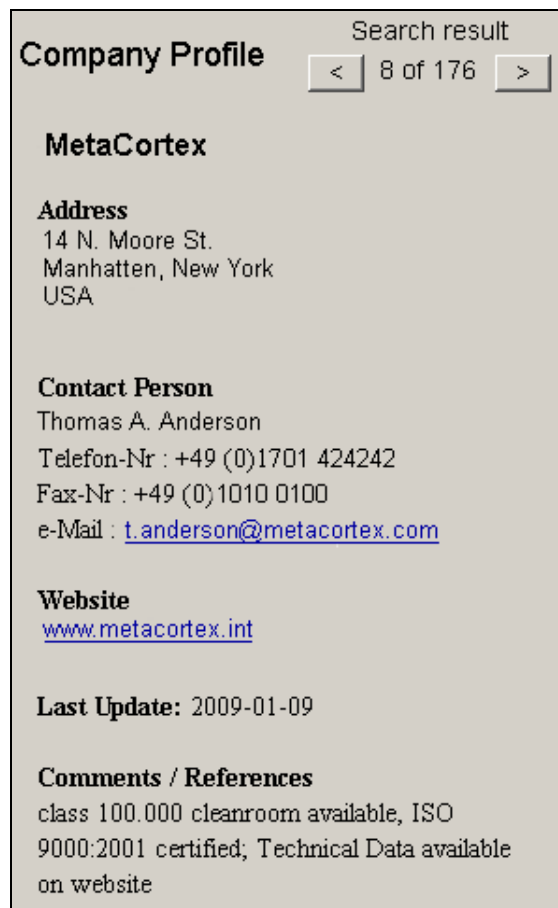 Company Profile
Search result
< 8 of 176 >
MetaCortex
Address
14 N. Moore St.
Manhatten, New York
USA
Contact Person
Thomas A. Anderson
Telefon-Nr : +49 (0)1701 424242
Fax-Nr : +49 (0)1010 0100
e-Mail : t.anderson@metacortex.com
Website
www.metacortex.int
Last Update: 2009-01-09
Comments / References
class 100.000 cleanroom available, ISO
9000:2001 certified; Technical Data available
on website